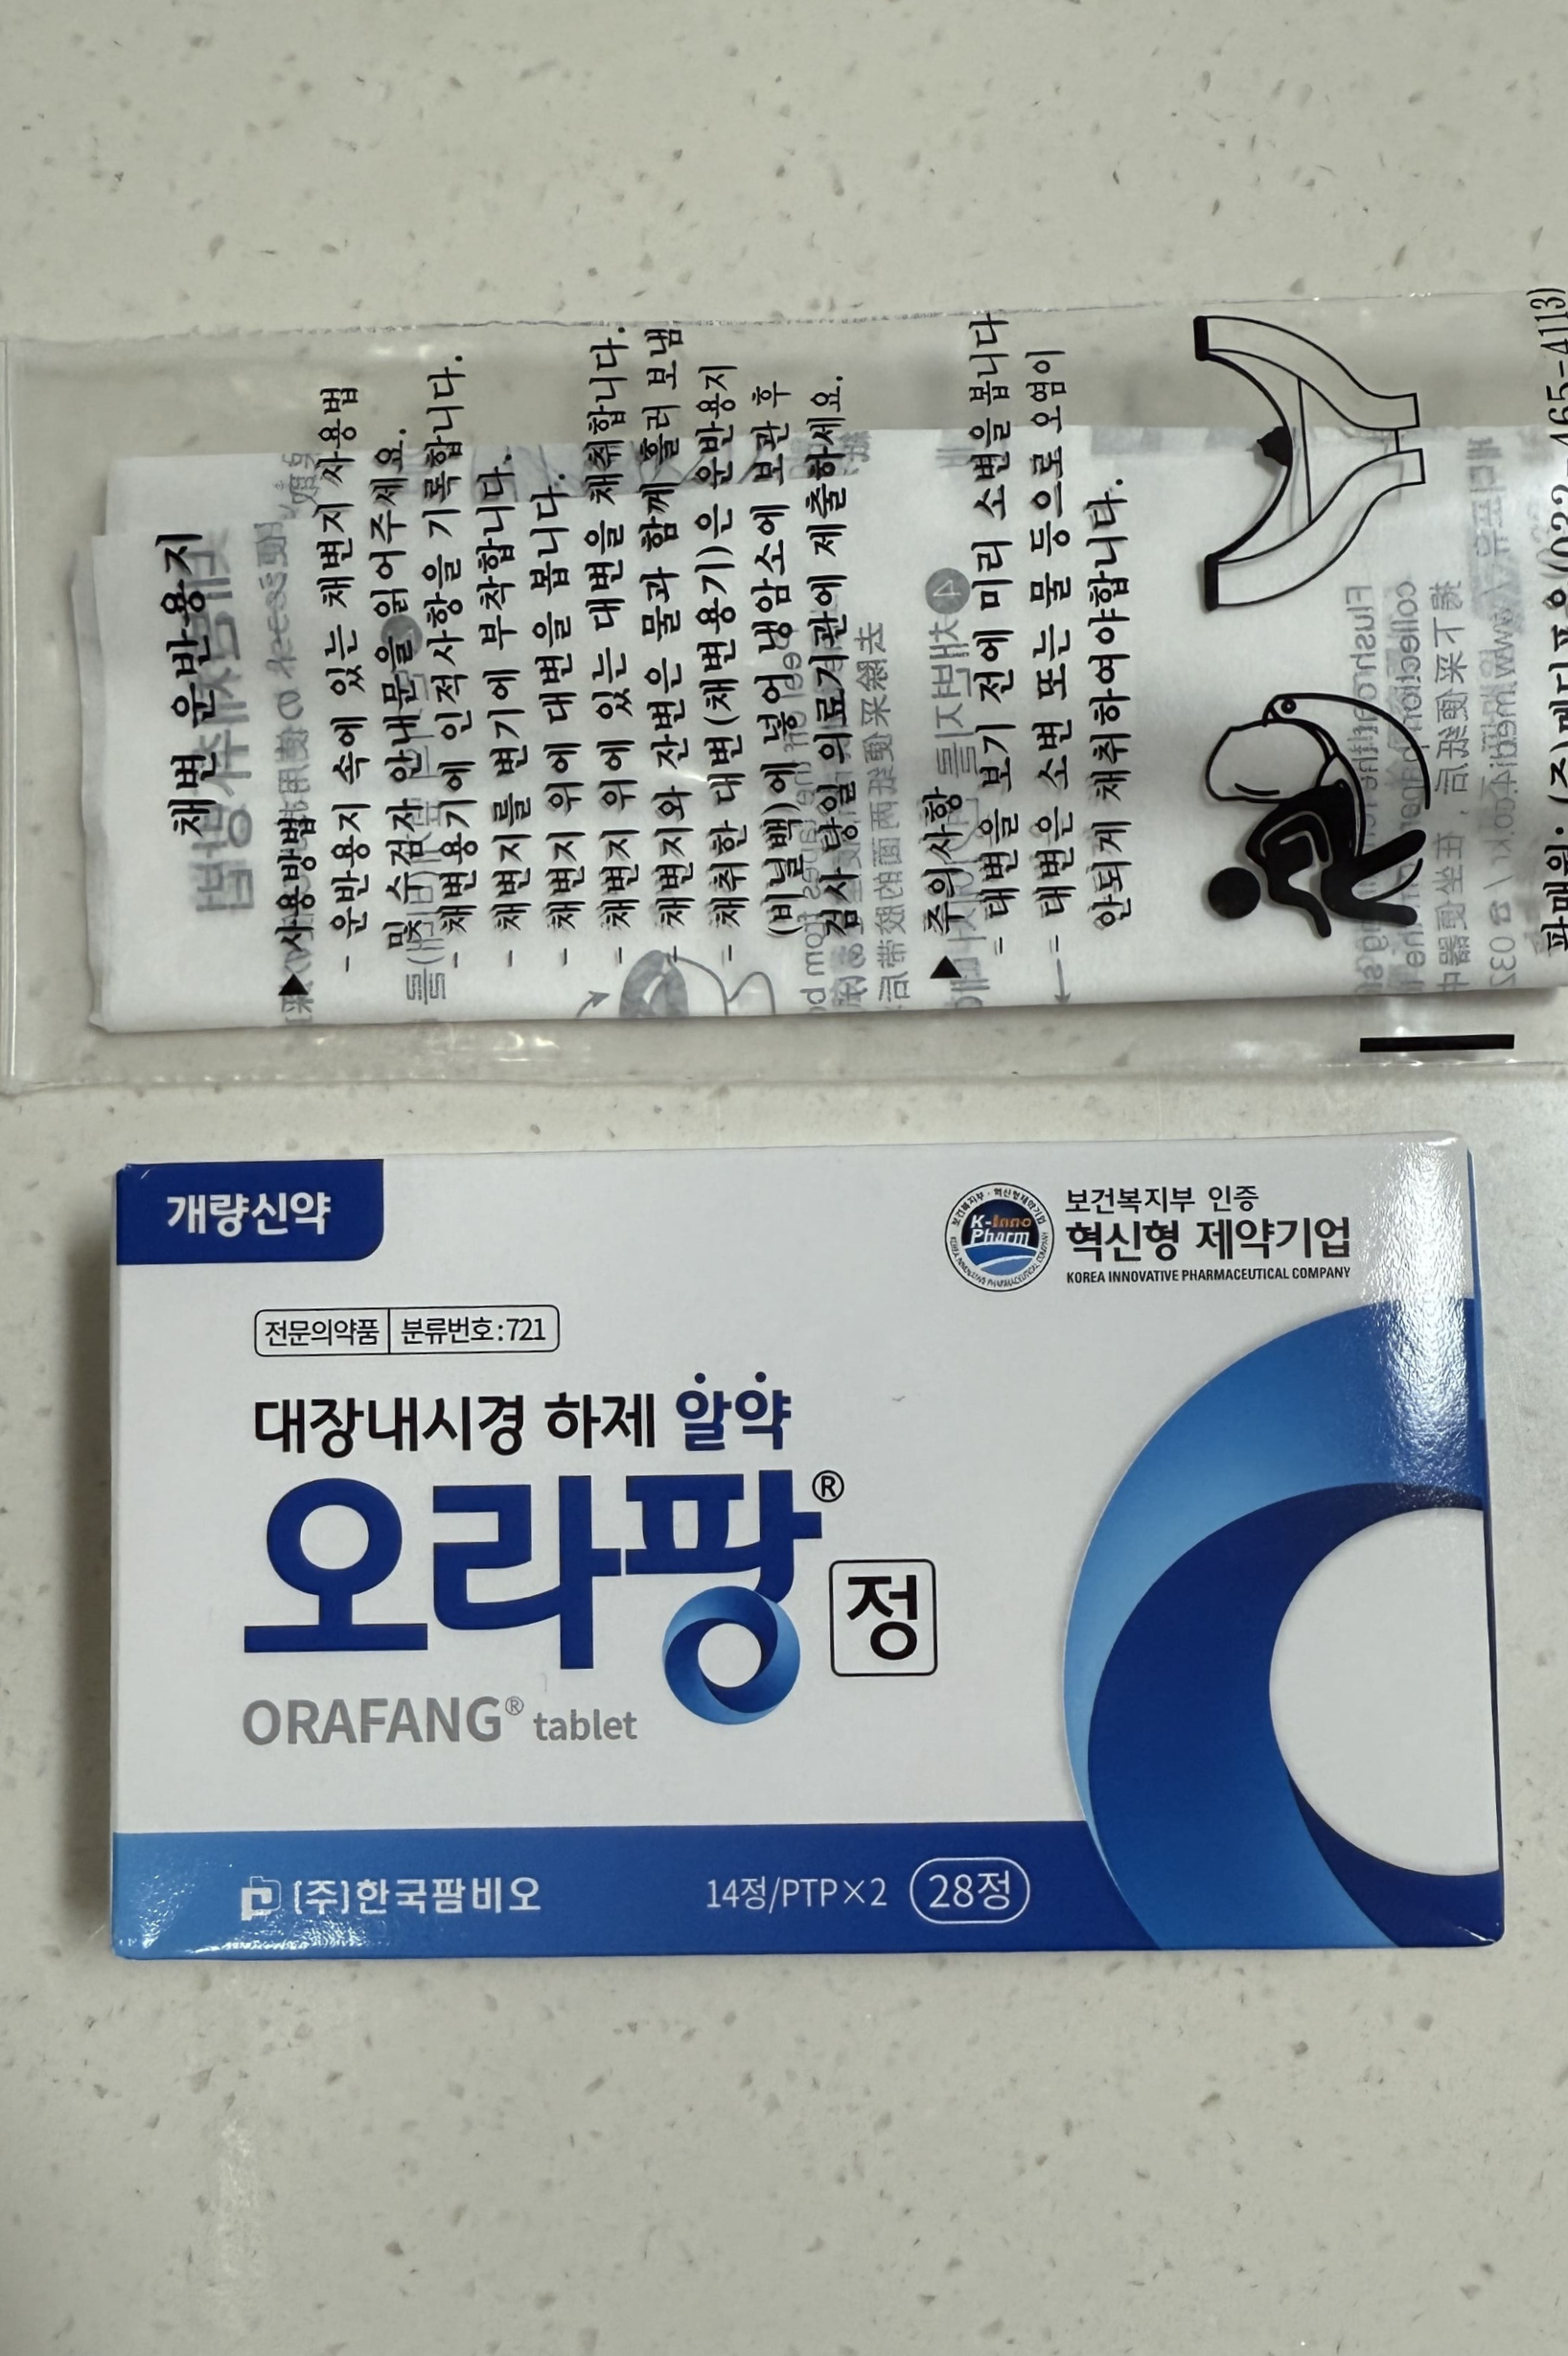 채변 운반용지
▶사용방법
- 운반용지 속에 있는 채변지 사용법
및 수검자 안내문을 읽어주세요.
- 채변용기에 인적사항을 기록합니다.
- 채변지를 변기에 부착합니다.
- 채변지 위에 대변을 봅니다.
- 채변지 위에 있는 대변을 채취합니다.
- 채변지와 잔변은 물과 함께 흘려 보냄
- 채취한 대변(채변용기)은 운반용지
(비닐백)에 넣어 냉암소에 보관 후
검사 당일 의료기관에 제출하세요.
▶주의사항
- 대변을 보기 전에 미리 소변을 봅니다
- 대변은 소변 또는 물 등으로 오염이
안되게 채취하여야합니다.
개량신약
K-Inno
Pharm
보건복지부 인증
혁신형 제약기업
KOREA INNOVATIVE PHARMACEUTICAL COMPANY
전문의약품 분류번호:721
대장내시경 하제 알약
오라팡® 정
ORAFANG® tablet
(주)한국팜비오
14정/PTP×2 28정